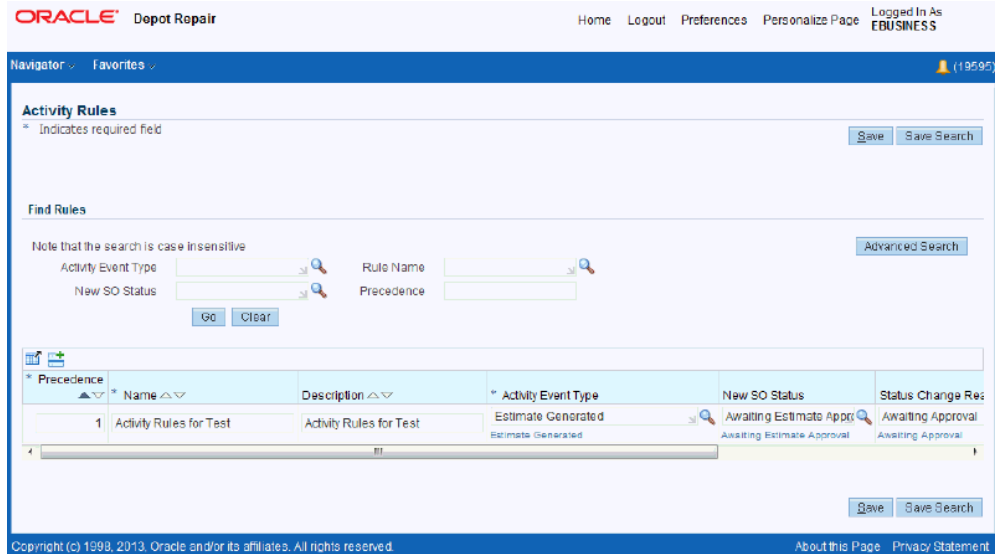 ORACLE® Depot Repair
Home Logout Preferences Personalize Page Logged In As
EBUSINESS
Navigator Favorites (19595)
Activity Rules
* Indicates required field
Save Save Search
Find Rules
Note that the search is case insensitive
Advanced Search
Activity Event Type Rule Name
New SO Status Precedence
Go Clear
* Precedence * Name Description * Activity Event Type New SO Status Status Change Rea
1 Activity Rules for Test Activity Rules for Test Estimate Generated Awaiting Estimate Appro Awaiting Approval
Estimate Generated Awaiting Estimate Approval Awaiting Approval
Save Save Search
Copyright (c) 1998, 2013, Oracle and/or its affiliates. All rights reserved. About this Page Privacy Statement